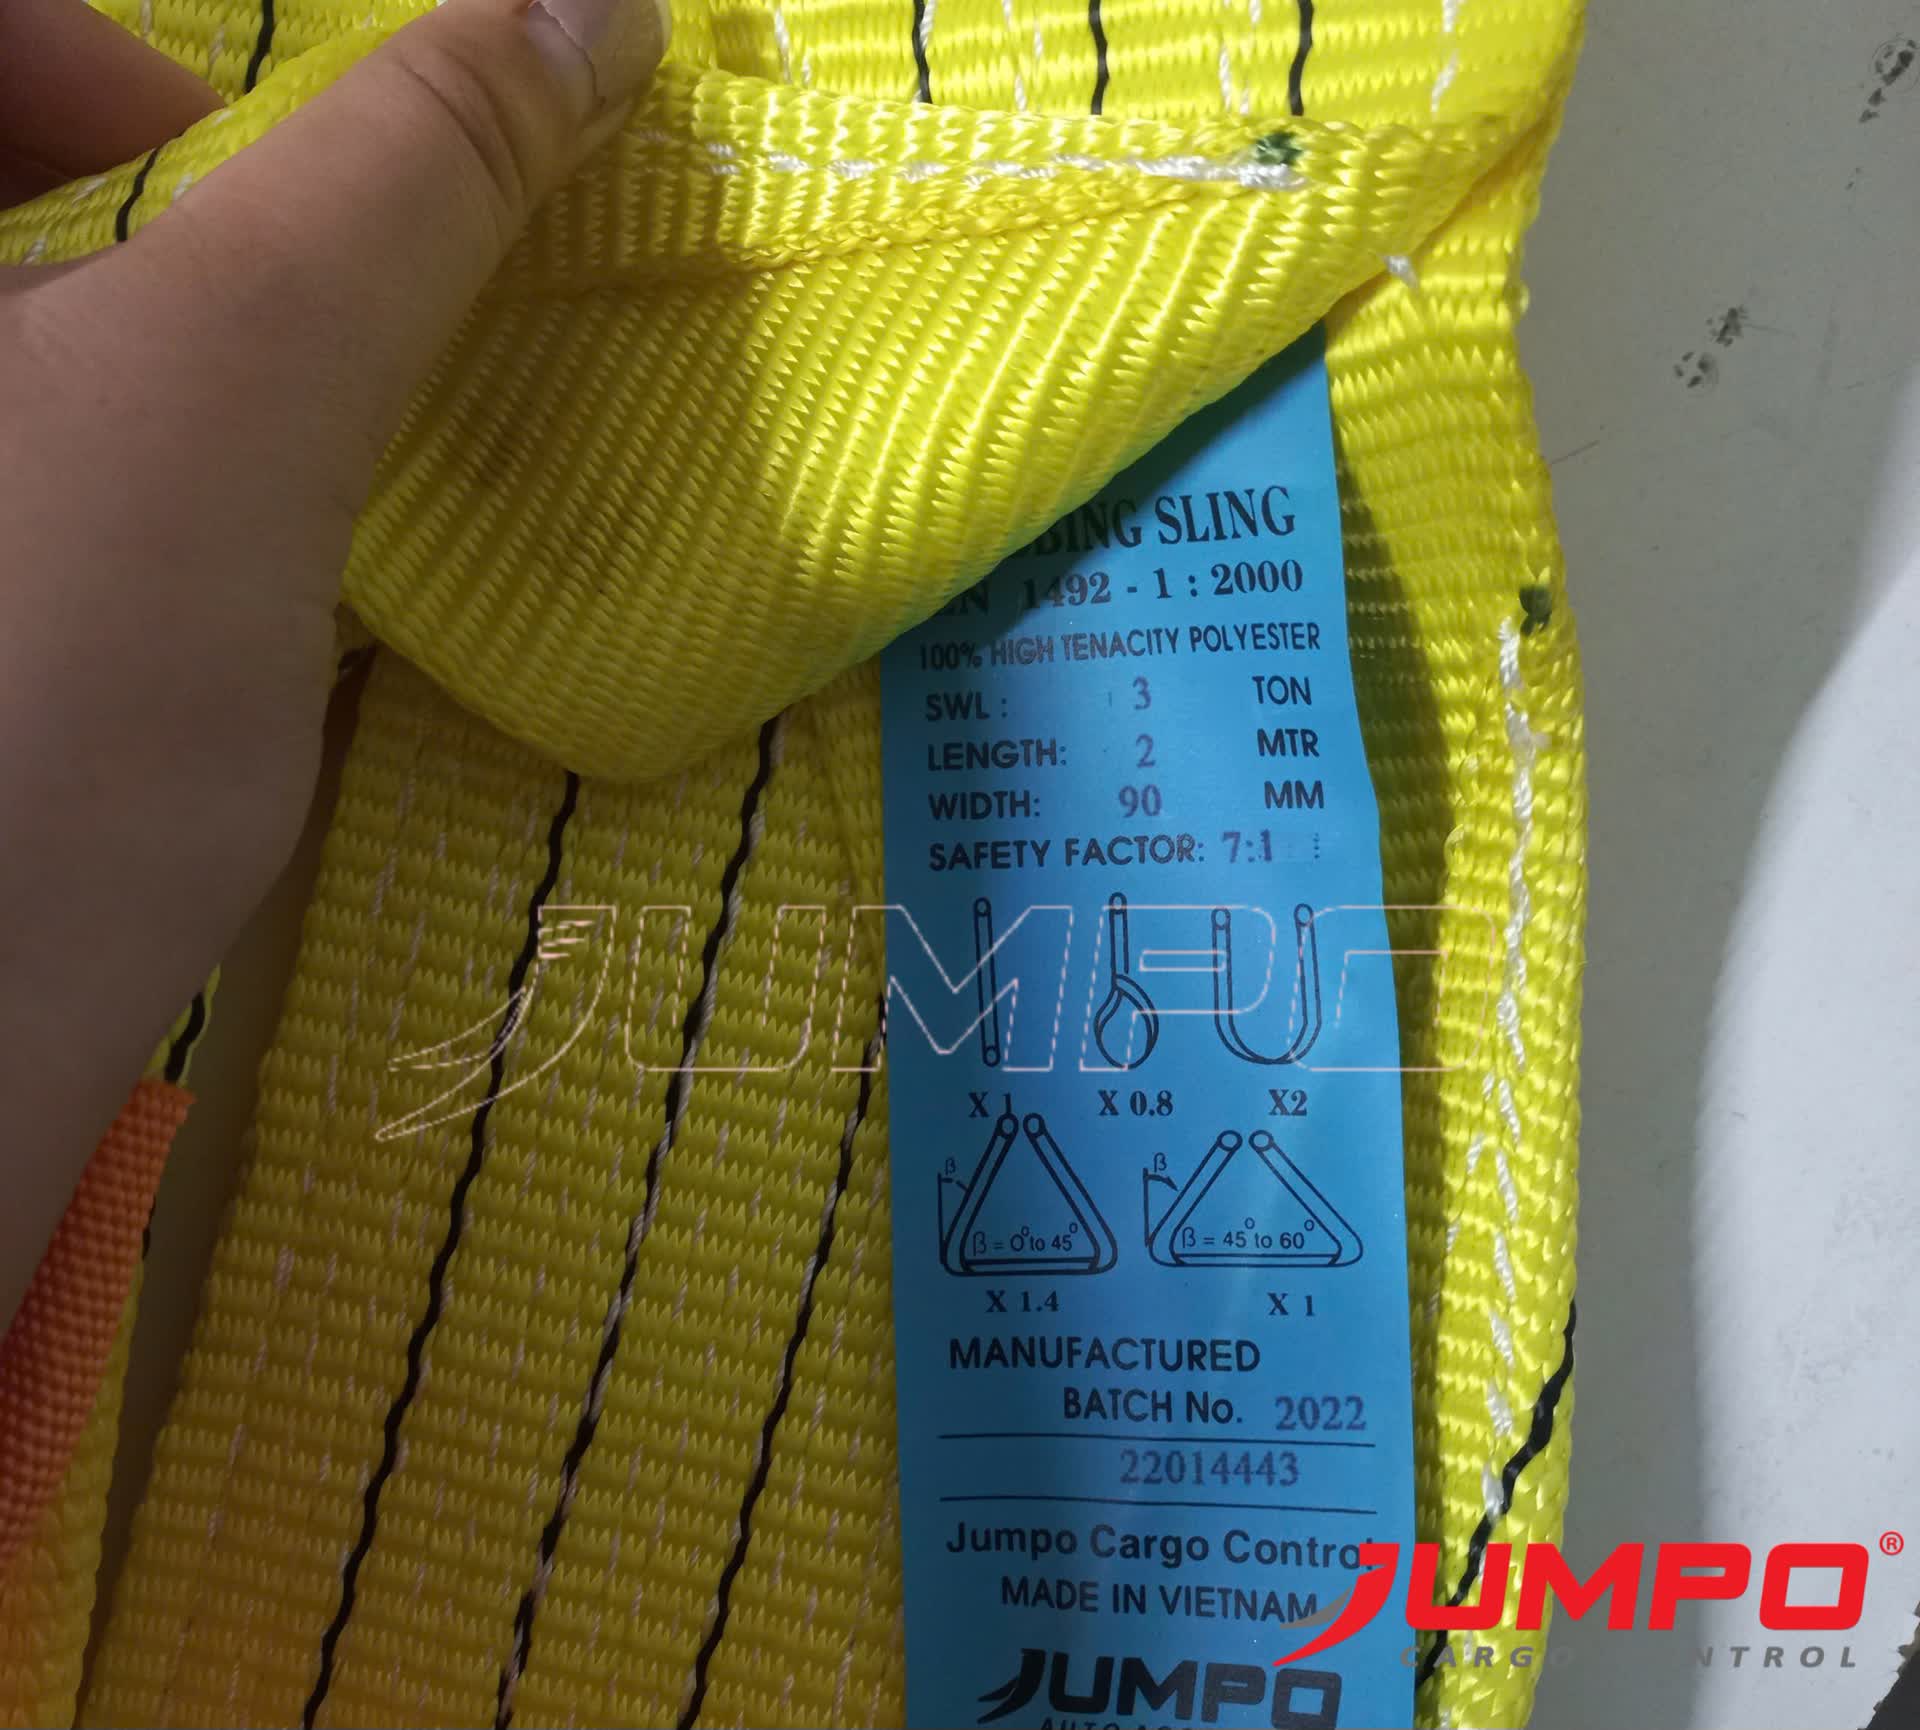 SLING
1492 - 1 : 2000
100% HIGH TENACITY POLYESTER
SWL : 3 TON
LENGTH: 2 MTR
WIDTH: 90 MM
SAFETY FACTOR: 7:1
JUMPO
X 1 X 0.8 X2
β β
β = 0° to 45° β = 45° to 60°
X 1.4 X 1
MANUFACTURED
BATCH No. 2022
22014443
Jumpo Cargo Control
MADE IN VIETNAM
JUMPO
JUMPO®
CARGO CONTROL